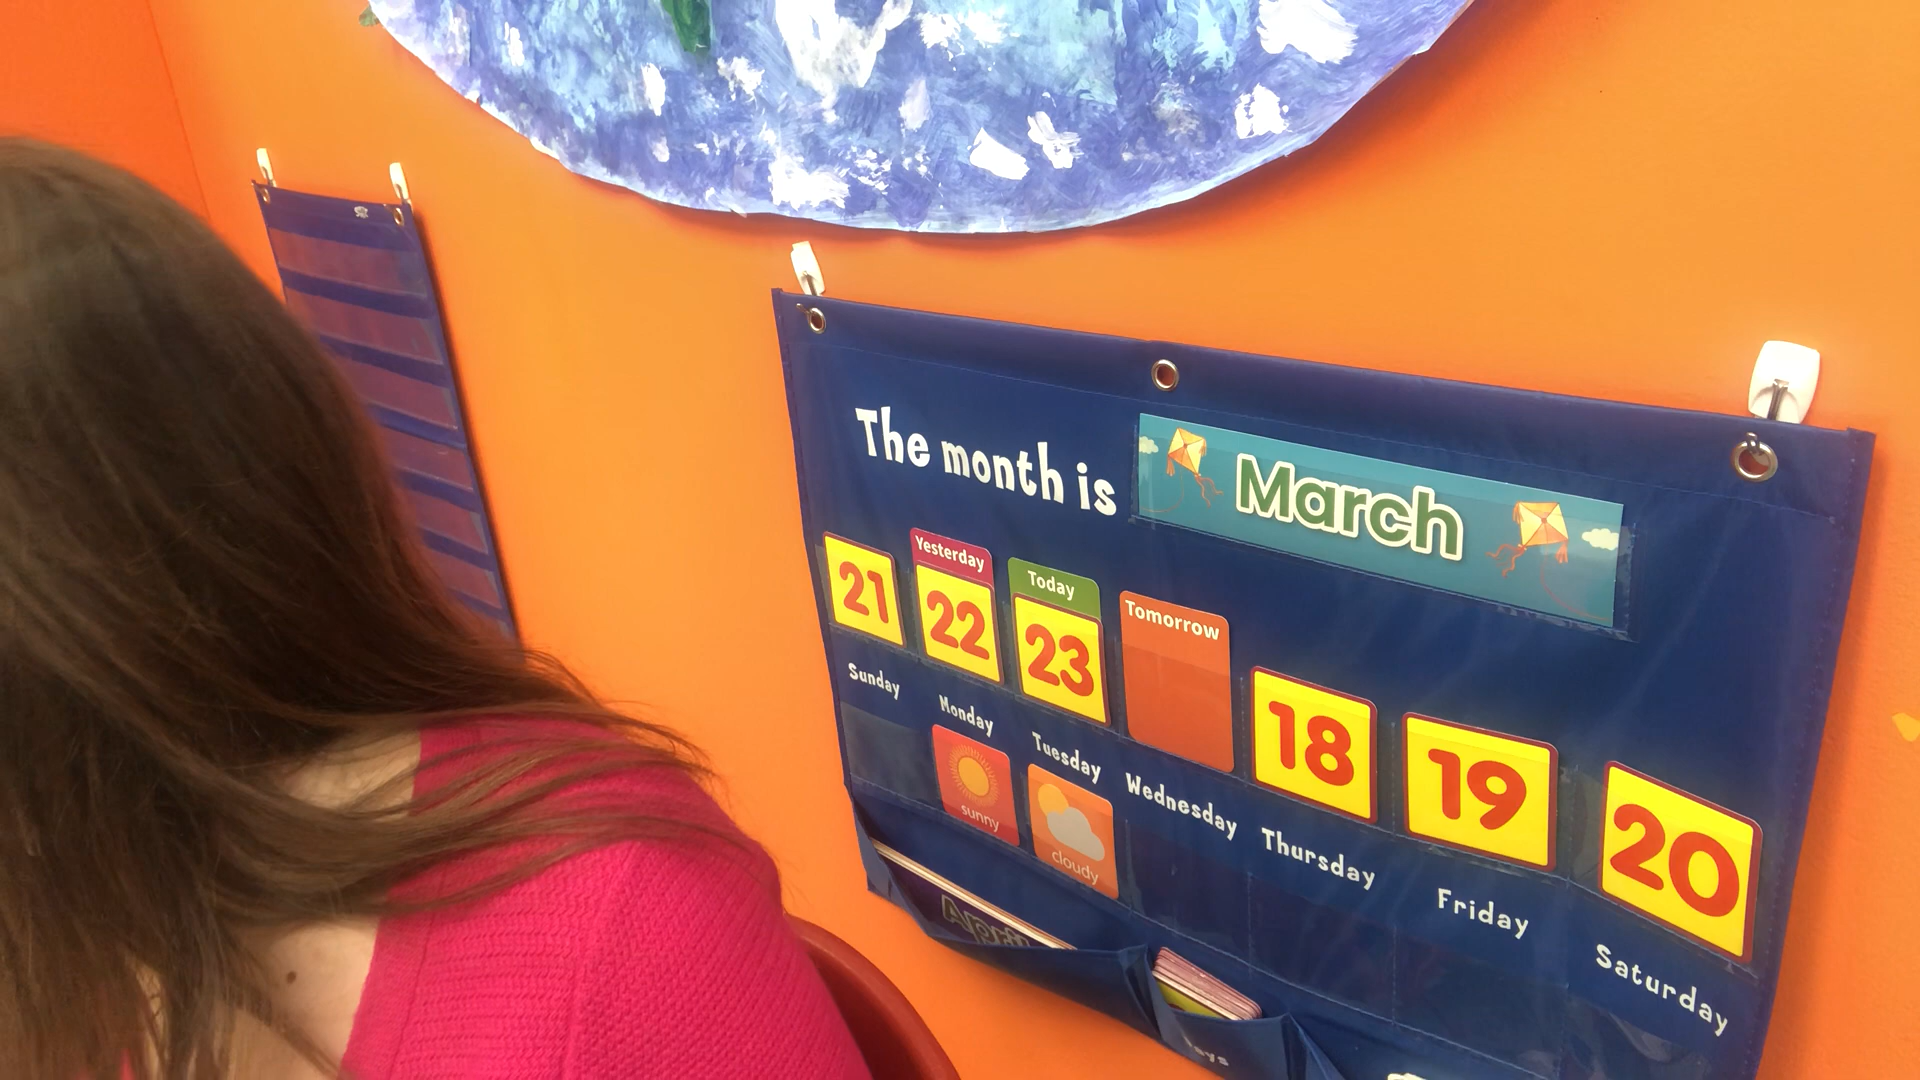 The month is March
Yesterday
Today
Tomorrow
21 22 23 18 19 20
Sunday Monday Tuesday Wednesday Thursday Friday Saturday
sunny
cloudy
April